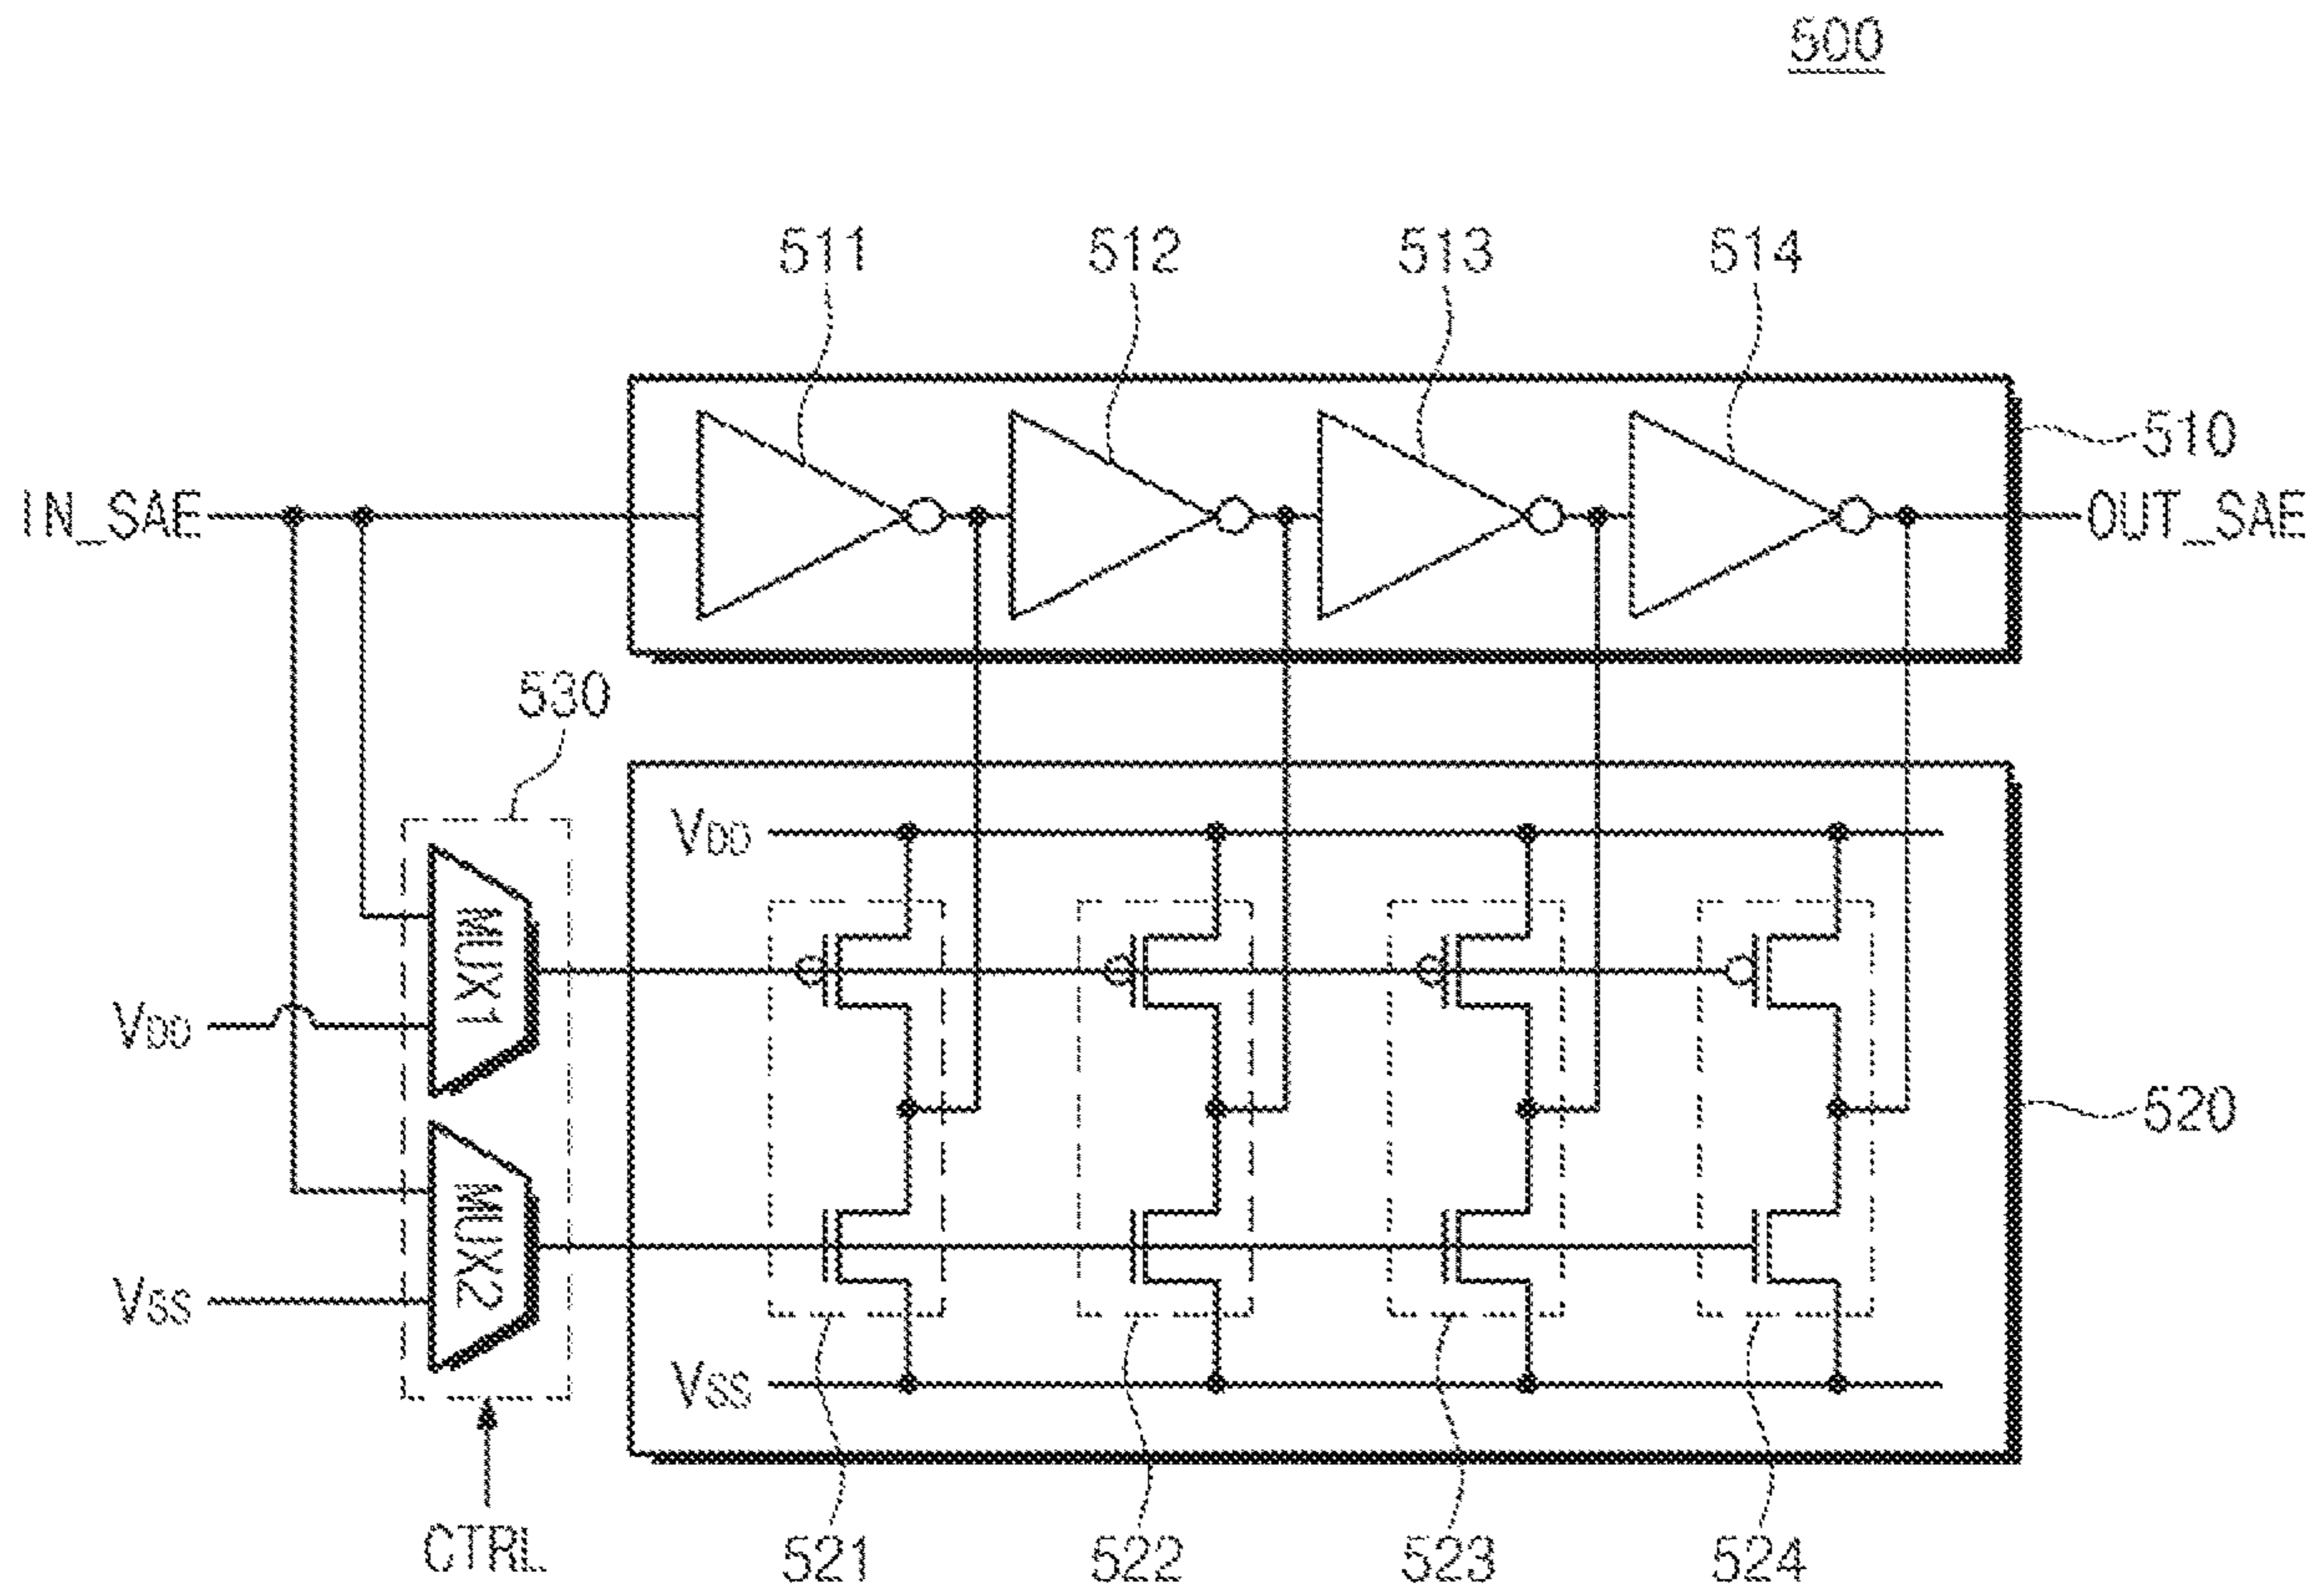 500
511 512 513 514
510
IN_SAE OUT_SAE
530
VDD
MUX1
VDD
520
MUX2
VSS
VSS
CTRL
521 522 523 524